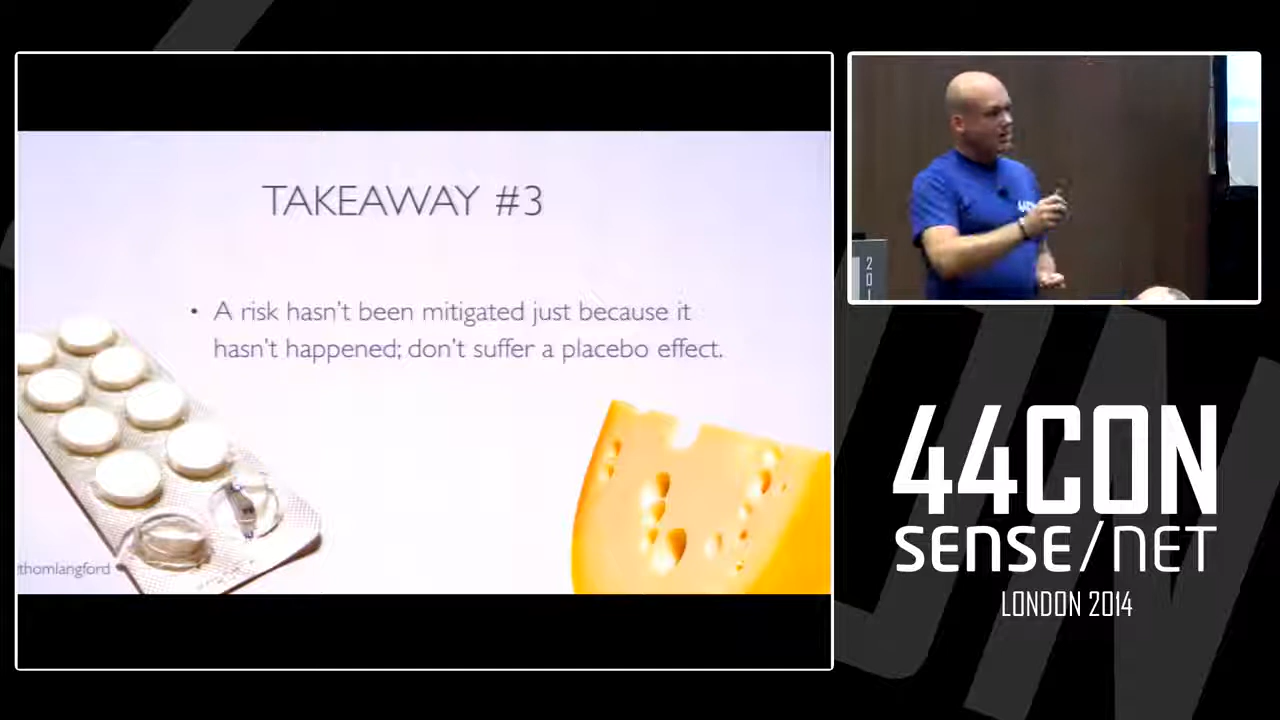 TAKEAWAY #3
• A risk hasn't been mitigated just because it
hasn't happened; don't suffer a placebo effect.
thomlangford
201
44CON
SENSE/NET
LONDON 2014